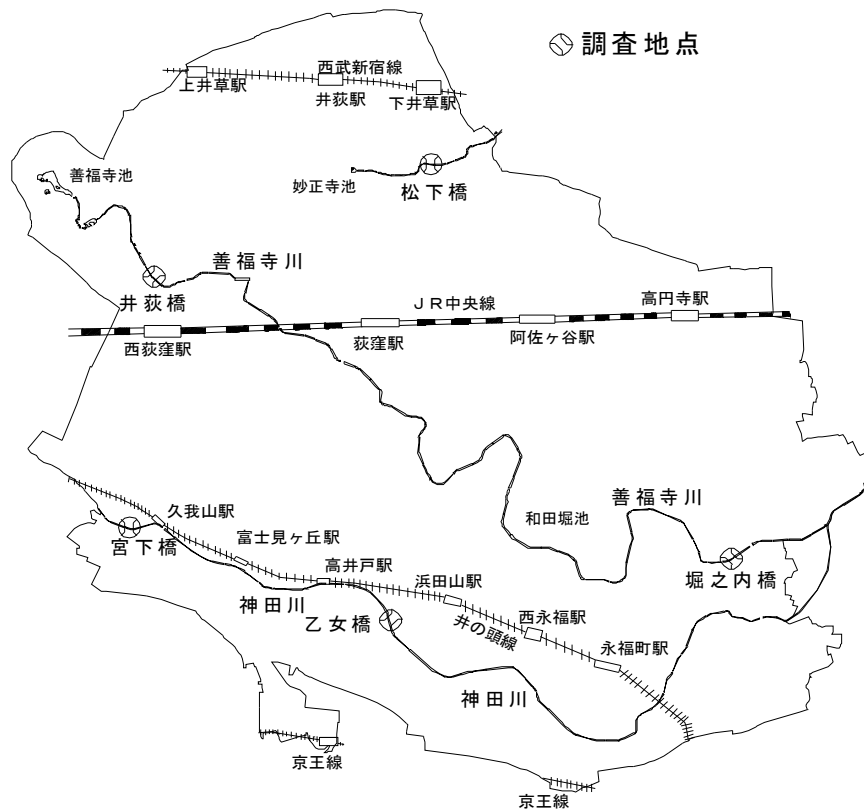 調査地点
西武新宿線
上井草駅
井荻駅
下井草駅
善福寺池
妙正寺池
松下橋
善福寺川
井荻橋
JR中央線
高円寺駅
西荻窪駅
荻窪駅
阿佐ヶ谷駅
久我山駅
善福寺川
和田堀池
宮下橋
富士見ヶ丘駅
高井戸駅
堀之内橋
浜田山駅
神田川
乙女橋
井の頭線
西永福駅
永福町駅
神田川
京王線
京王線